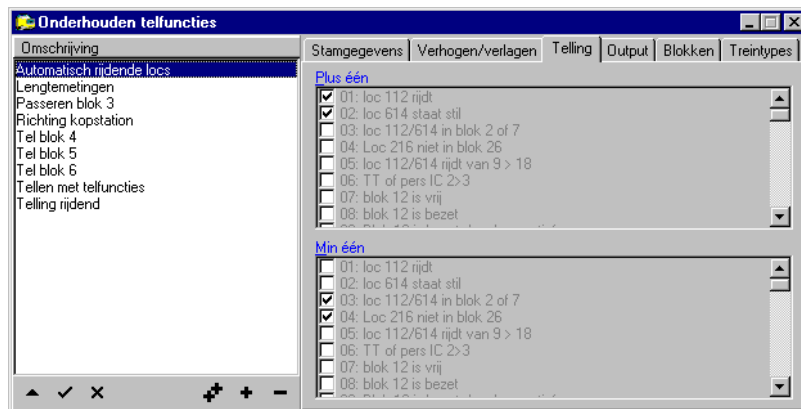 Onderhouden telfuncties
Omschrijving
Automatisch rijdende locs
Lengtemetingen
Passeren blok 3
Richting kopstation
Tel blok 4
Tel blok 5
Tel blok 6
Tellen met telfuncties
Telling rijdend
Stamgegevens
Verhogen/verlagen
Telling
Output
Blokken
Treintypes
Plus één
01: loc 112 rijdt
02: loc 614 staat stil
03: loc 112/614 in blok 2 of 7
04: Loc 216 niet in blok 26
05: loc 112/614 rijdt van 9 > 18
06: TT of pers IC 2>3
07: blok 12 is vrij
08: blok 12 is bezet
Min één
01: loc 112 rijdt
02: loc 614 staat stil
03: loc 112/614 in blok 2 of 7
04: Loc 216 niet in blok 26
05: loc 112/614 rijdt van 9 > 18
06: TT of pers IC 2>3
07: blok 12 is vrij
08: blok 12 is bezet